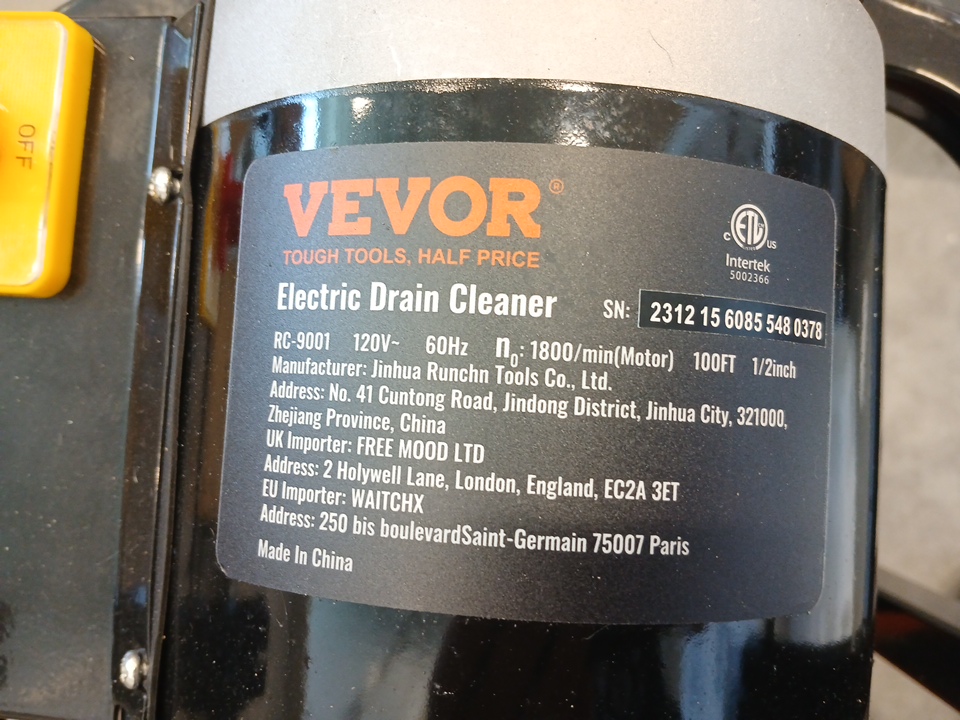 OFF
VEVOR®
TOUGH TOOLS, HALF PRICE
C ETL US
Intertek
5002366
Electric Drain Cleaner
SN: 2312 15 6085 548 0378
RC-9001 120V~ 60Hz n₀: 1800/min(Motor) 100FT 1/2inch
Manufacturer: Jinhua Runchn Tools Co., Ltd.
Address: No. 41 Cuntong Road, Jindong District, Jinhua City, 321000,
Zhejiang Province, China
UK Importer: FREE MOOD LTD
Address: 2 Holywell Lane, London, England, EC2A 3ET
EU Importer: WAITCHX
Address: 250 bis boulevardSaint-Germain 75007 Paris
Made In China